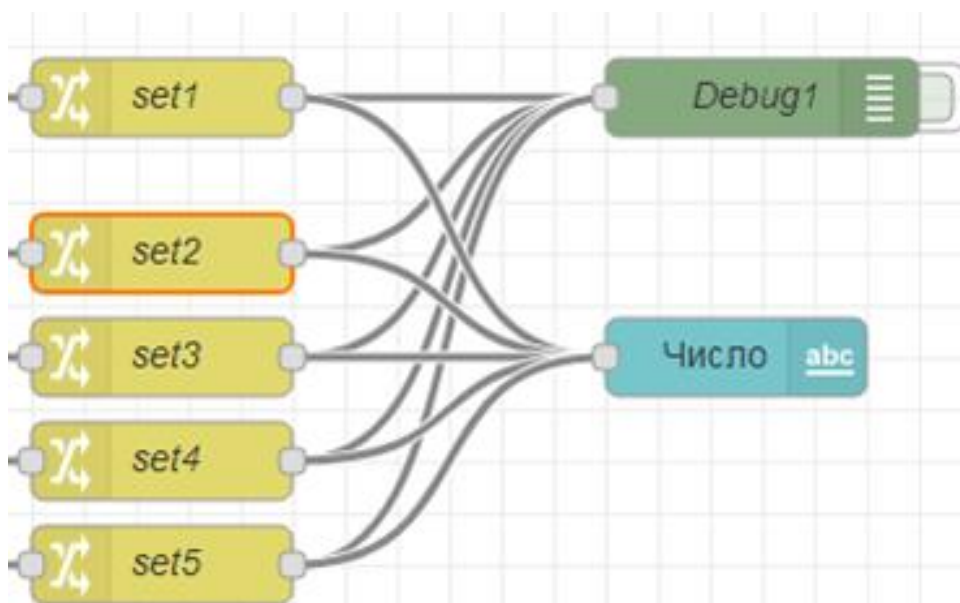 set1
Debug1
set2
set3
Число
abc
set4
set5